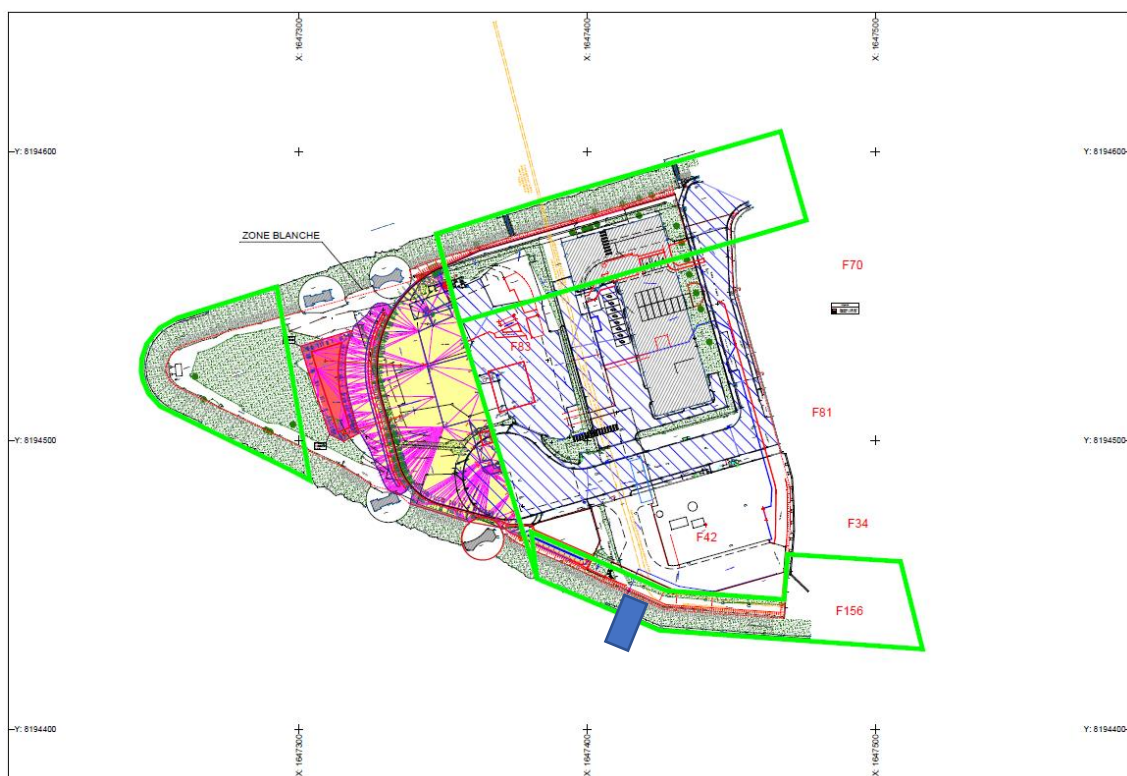 X: 1647300
X: 1647400
X: 1647500
Y: 8194600
Y: 8194600
ZONE BLANCHE
F70
F83
F81
Y: 8194500
Y: 8194500
F34
F42
F156
Y: 8194400
Y: 8194400
X: 1647300
X: 1647400
X: 1647500